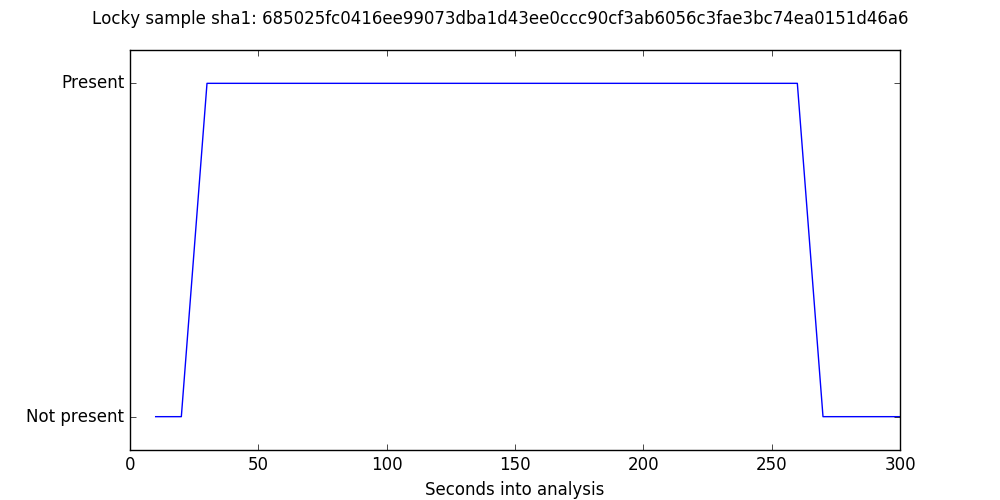 Locky sample sha1: 685025fc0416ee99073dba1d43ee0ccc90cf3ab6056c3fae3bc74ea0151d46a6
Present
Not present
0 50 100 150 200 250 300
Seconds into analysis